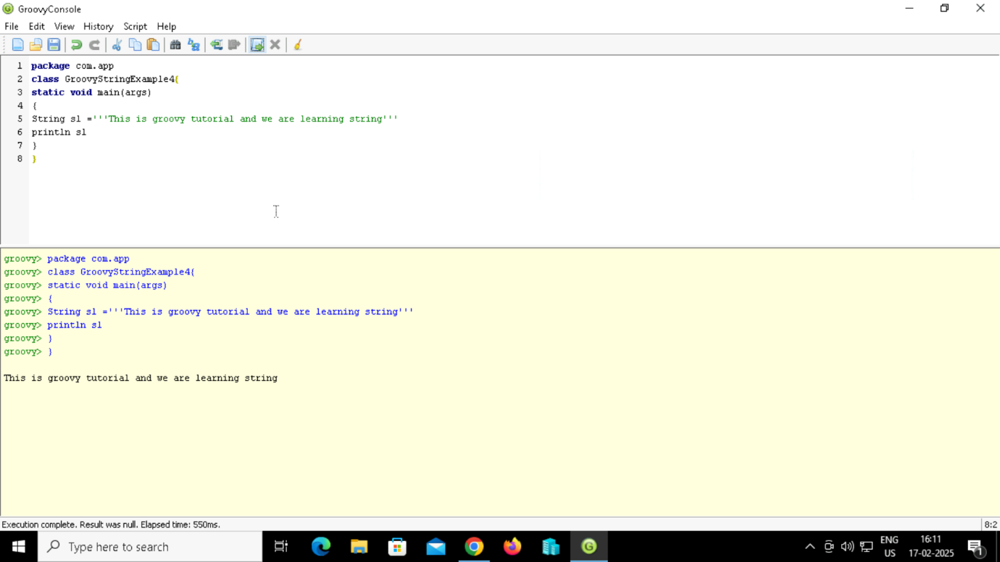 GroovyConsole
File Edit View History Script Help
1 package com.app
2 class GroovyStringExample4{
3 static void main(args)
4 {
5 String sl ='''This is groovy tutorial and we are learning string'''
6 println sl
7 }
8 }
groovy> package com.app
groovy> class GroovyStringExample4{
groovy> static void main(args)
groovy> {
groovy> String sl ='''This is groovy tutorial and we are learning string'''
groovy> println sl
groovy> }
groovy> }
This is groovy tutorial and we are learning string
Execution complete. Result was null. Elapsed time: 550ms. 8:2
Type here to search
ENG
US
16:11
17-02-2025
1